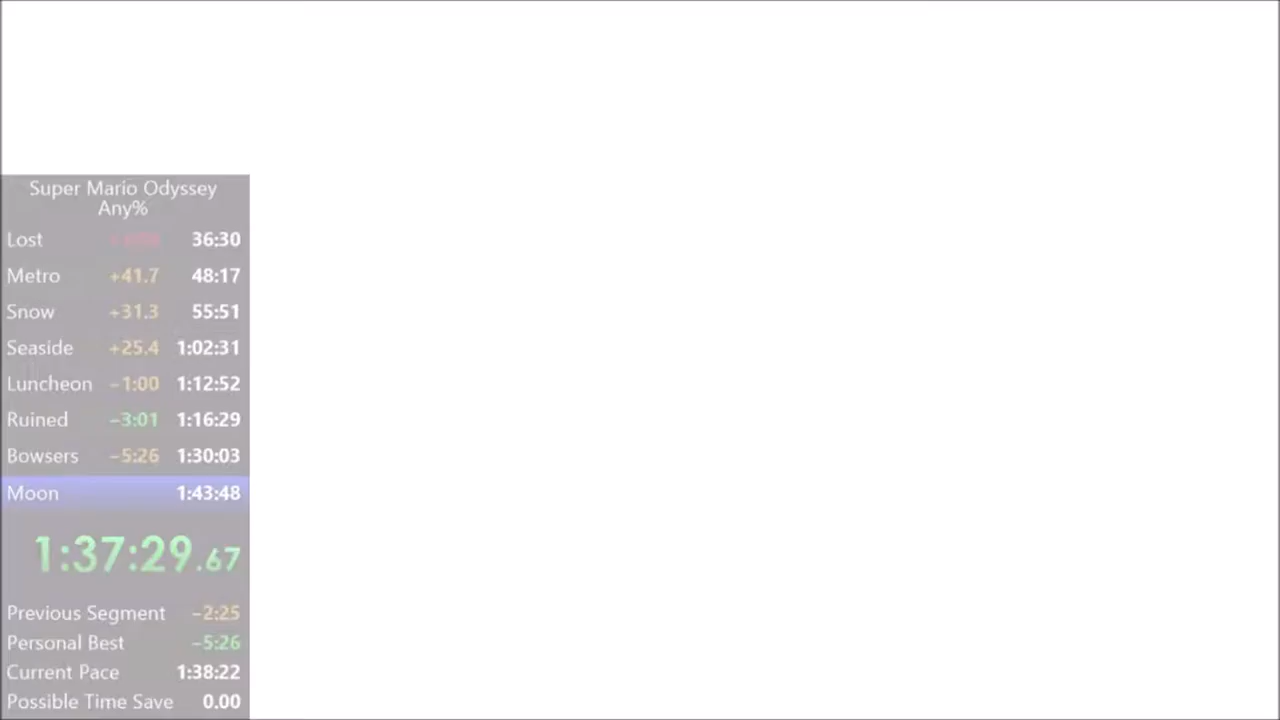 Super Mario Odyssey
Any%
Lost 36:30
Metro +41.7 48:17
Snow +31.3 55:51
Seaside +25.4 1:02:31
Luncheon −1:00 1:12:52
Ruined −3:01 1:16:29
Bowsers −5:26 1:30:03
Moon 1:43:48
1:37:29.67
Previous Segment −2:25
Personal Best −5:26
Current Pace 1:38:22
Possible Time Save 0.00